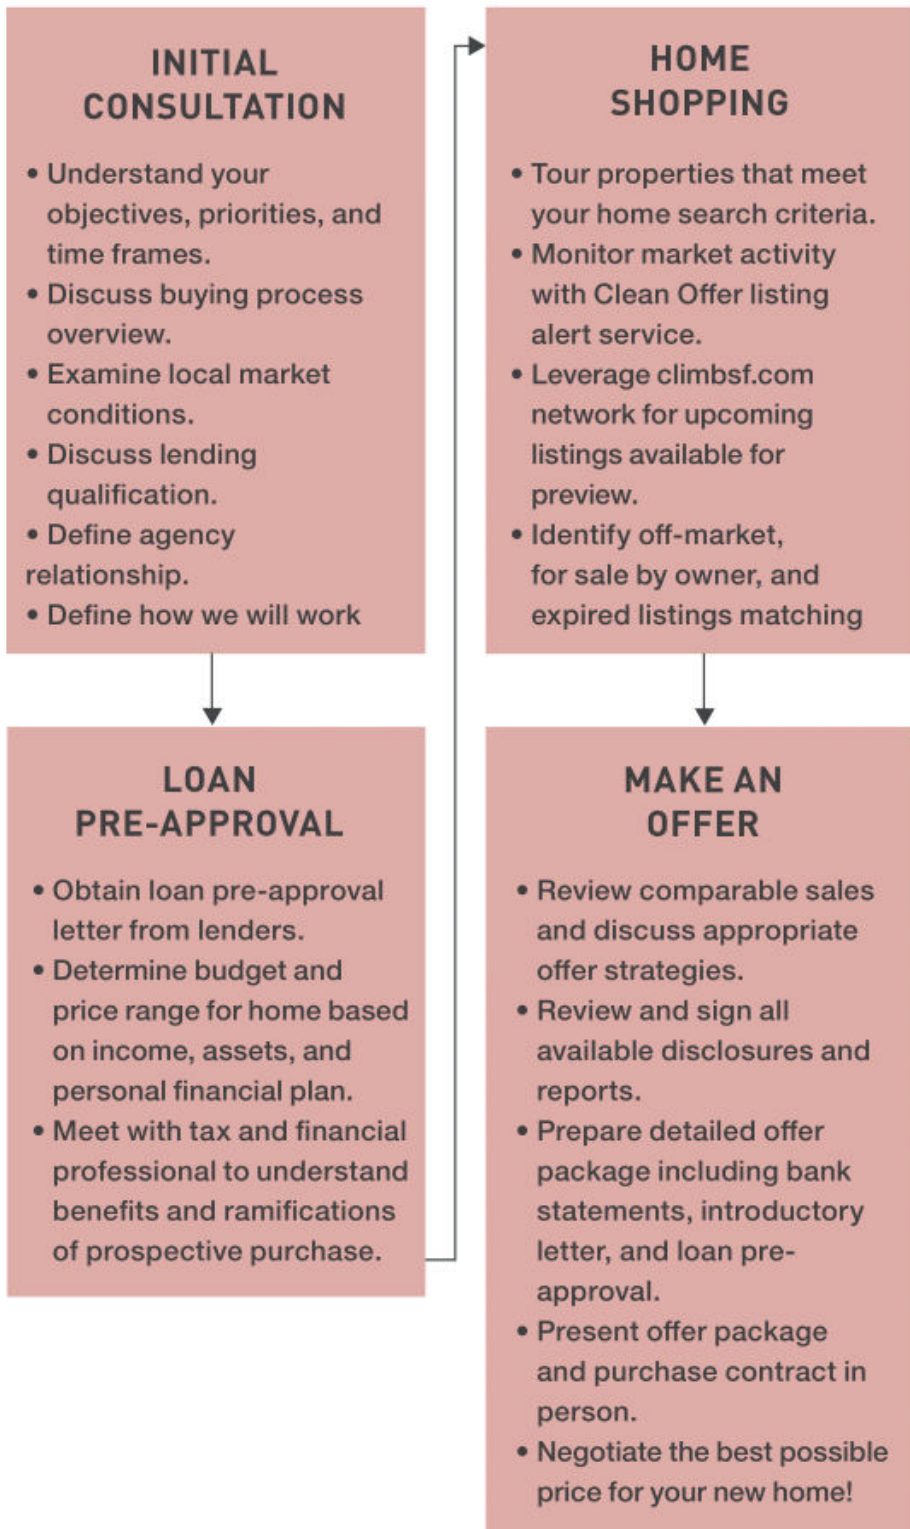 INITIAL
CONSULTATION
• Understand your
objectives, priorities, and
time frames.
• Discuss buying process
overview.
• Examine local market
conditions.
• Discuss lending
qualification.
• Define agency
relationship.
• Define how we will work
LOAN
PRE-APPROVAL
• Obtain loan pre-approval
letter from lenders.
• Determine budget and
price range for home based
on income, assets, and
personal financial plan.
• Meet with tax and financial
professional to understand
benefits and ramifications
of prospective purchase.
HOME
SHOPPING
• Tour properties that meet
your home search criteria.
• Monitor market activity
with Clean Offer listing
alert service.
• Leverage climbsf.com
network for upcoming
listings available for
preview.
• Identify off-market,
for sale by owner, and
expired listings matching
MAKE AN
OFFER
• Review comparable sales
and discuss appropriate
offer strategies.
• Review and sign all
available disclosures and
reports.
• Prepare detailed offer
package including bank
statements, introductory
letter, and loan pre-
approval.
• Present offer package
and purchase contract in
person.
• Negotiate the best possible
price for your new home!